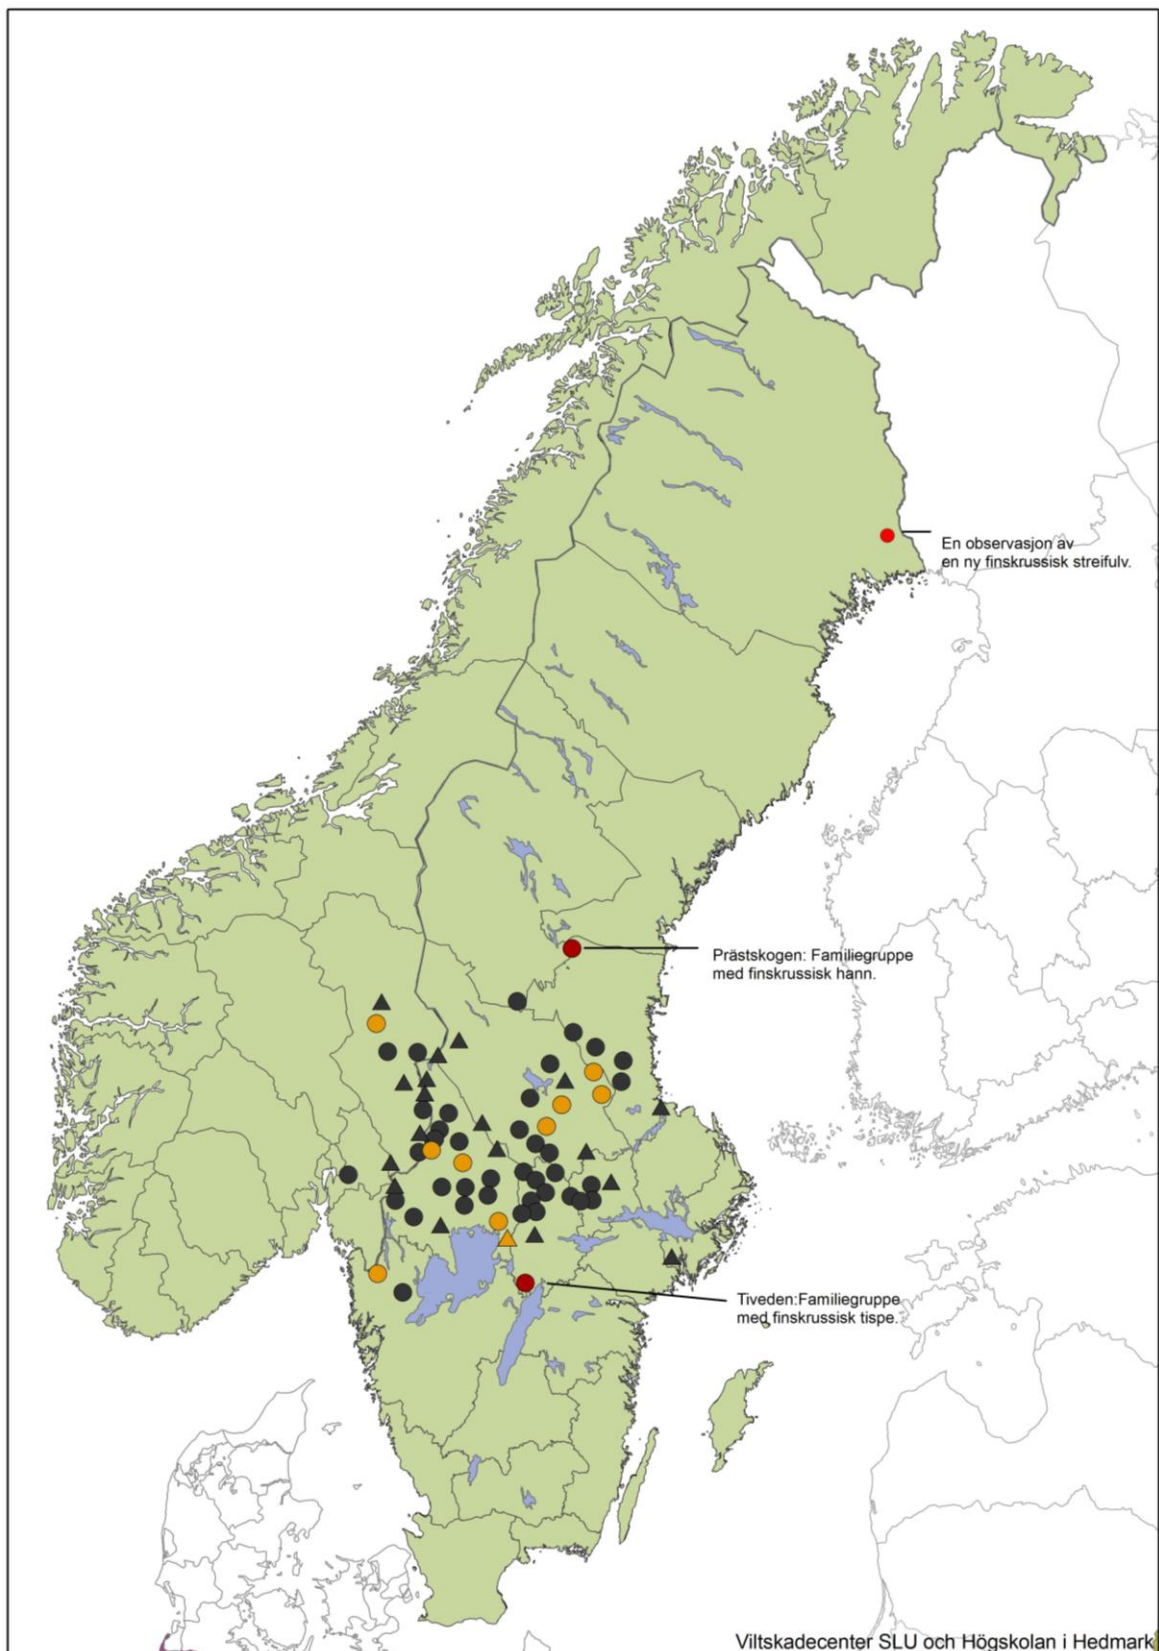 En observasjon av
en ny finskrussisk streifulv.
Prästskogen: Familiegruppe
med finskrussisk hann.
Tiveden:Familiegruppe
med finskrussisk tispe.
Viltskadecenter SLU och Högskolan i Hedmark